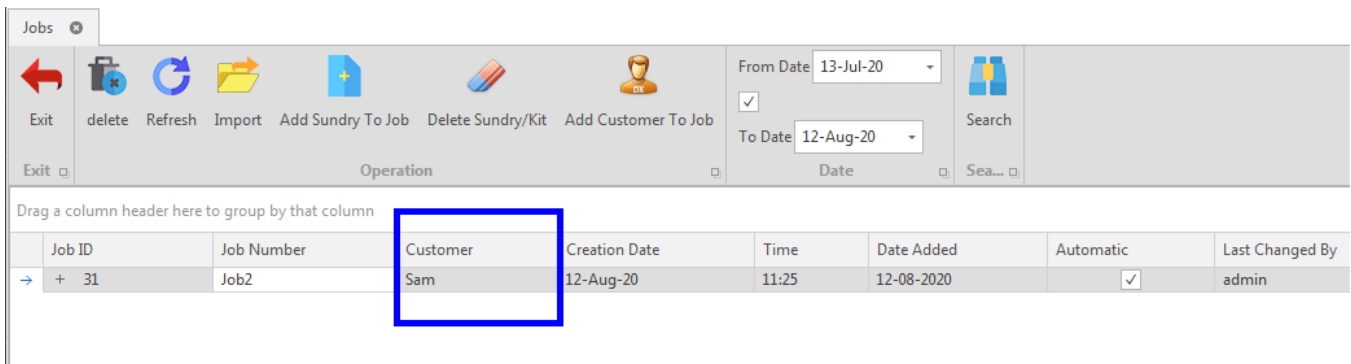 Jobs
From Date 13-Jul-20
Exit delete Refresh Import Add Sundry To Job Delete Sundry/Kit Add Customer To Job Search
To Date 12-Aug-20
Exit Operation Date Sea...
Drag a column header here to group by that column
Job ID Job Number Customer Creation Date Time Date Added Automatic Last Changed By
+ 31 Job2 Sam 12-Aug-20 11:25 12-08-2020 admin